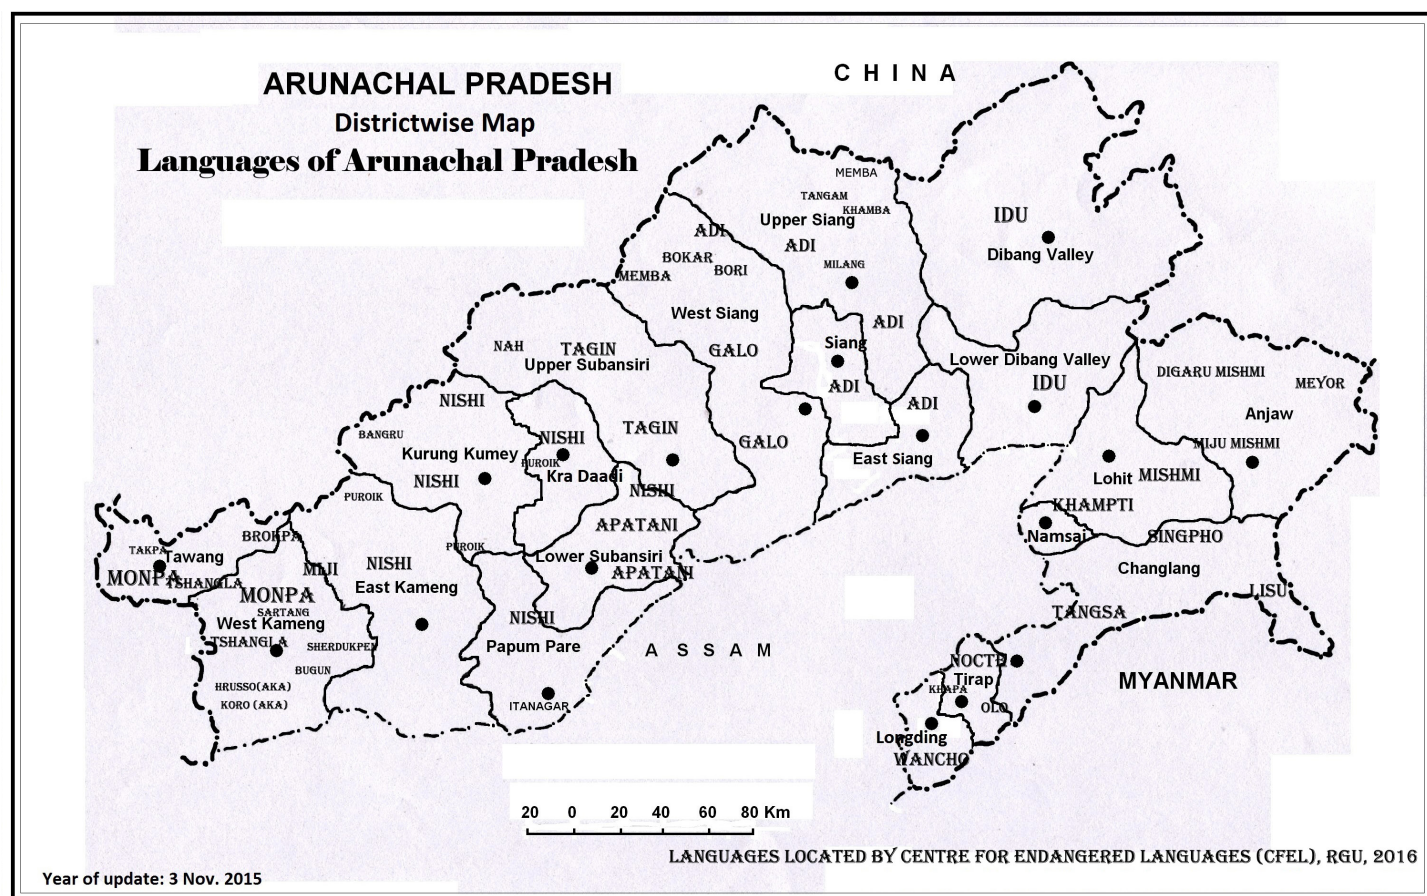 ARUNACHAL PRADESH
Districtwise Map
Languages of Arunachal Pradesh
C H I N A
MEMBA
TANGAM
KHAMBA
Upper Siang
ADI
MILANG
ADI
IDU
Dibang Valley
ADI
BOKAR
BORI
MEMBA
West Siang
GALO
GALO
Siang
ADI
ADI
East Siang
Lower Dibang Valley
IDU
DIGARU MISHMI
MEYOR
Anjaw
MIJU MISHMI
Lohit
MISHMI
KHAMPTI
Namsai
SINGPHO
Changlang
LISU
TANGSA
NAH
TAGIN
Upper Subansiri
TAGIN
NISHI
BANGRU
Kurung Kumey
NISHI
PUROIK
NISHI
PUROIK
Kra Daadi
NISHI
APATANI
Lower Subansiri
APATANI
PUROIK
NISHI
East Kameng
NISHI
Papum Pare
ITANAGAR
BROKPA
TAKPA
Tawang
MONPA
TSHANGLA
MIJI
MONPA
SARTANG
West Kameng
TSHANGLA
SHERDUKPEN
BUGUN
HRUSSO(AKA)
KORO (AKA)
A S S A M
MYANMAR
NOCTE
Tirap
KHAPA
OLO
Longding
WANCHO
20 0 20 40 60 80 Km
LANGUAGES LOCATED BY CENTRE FOR ENDANGERED LANGUAGES (CFEL), RGU, 2016
Year of update: 3 Nov. 2015